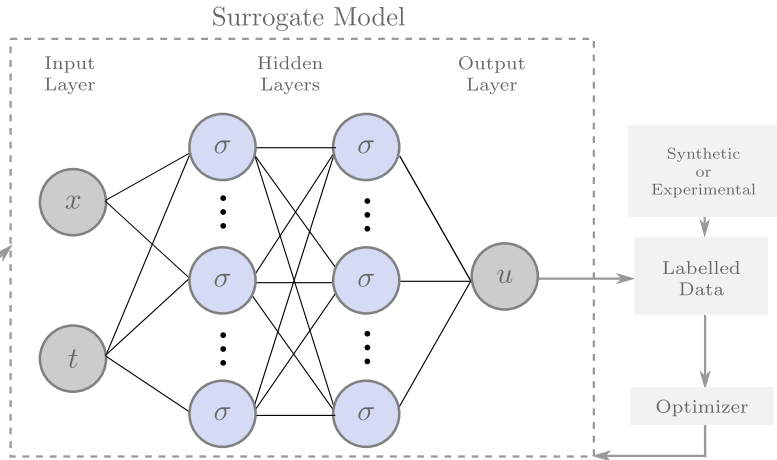 Surrogate Model
Input
Layer
Hidden
Layers
Output
Layer
x
t
σ
σ
σ
σ
σ
σ
u
Synthetic
or
Experimental
Labelled
Data
Optimizer